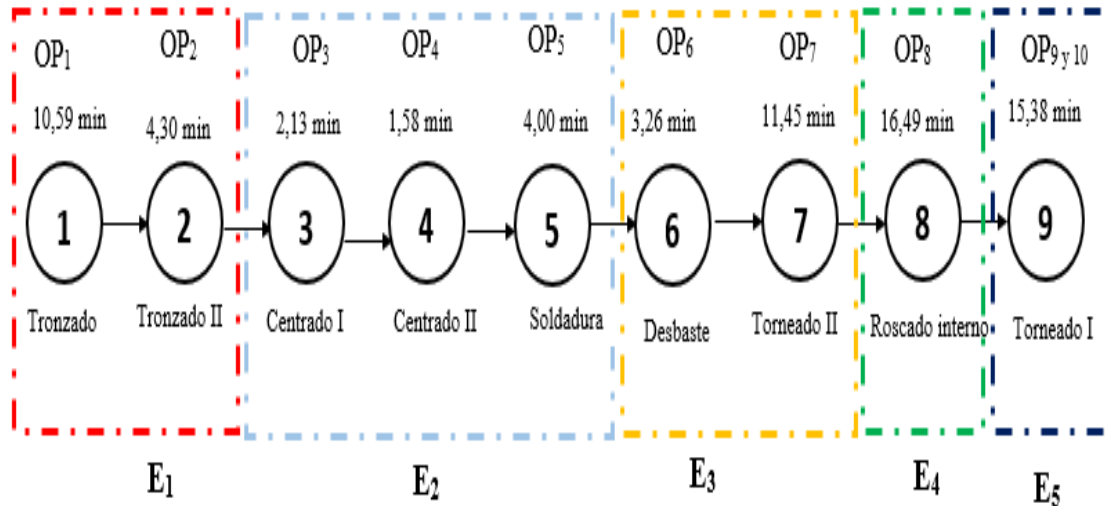 OP1 OP2 OP3 OP4 OP5 OP6 OP7 OP8 OP9 y 10
10,59 min 4,30 min 2,13 min 1,58 min 4,00 min 3,26 min 11,45 min 16,49 min 15,38 min
1 2 3 4 5 6 7 8 9
Tronzado Tronzado II Centrado I Centrado II Soldadura Desbaste Torneado II Roscado interno Torneado I
E1 E2 E3 E4 E5